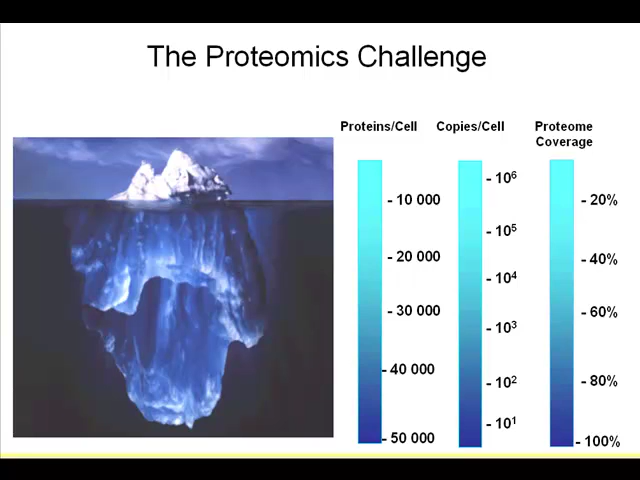 The Proteomics Challenge
Proteins/Cell
Copies/Cell
Proteome
Coverage
- 10 000
- 20 000
- 30 000
- 40 000
- 50 000
- 10⁶
- 10⁵
- 10⁴
- 10³
- 10²
- 10¹
- 20%
- 40%
- 60%
- 80%
- 100%